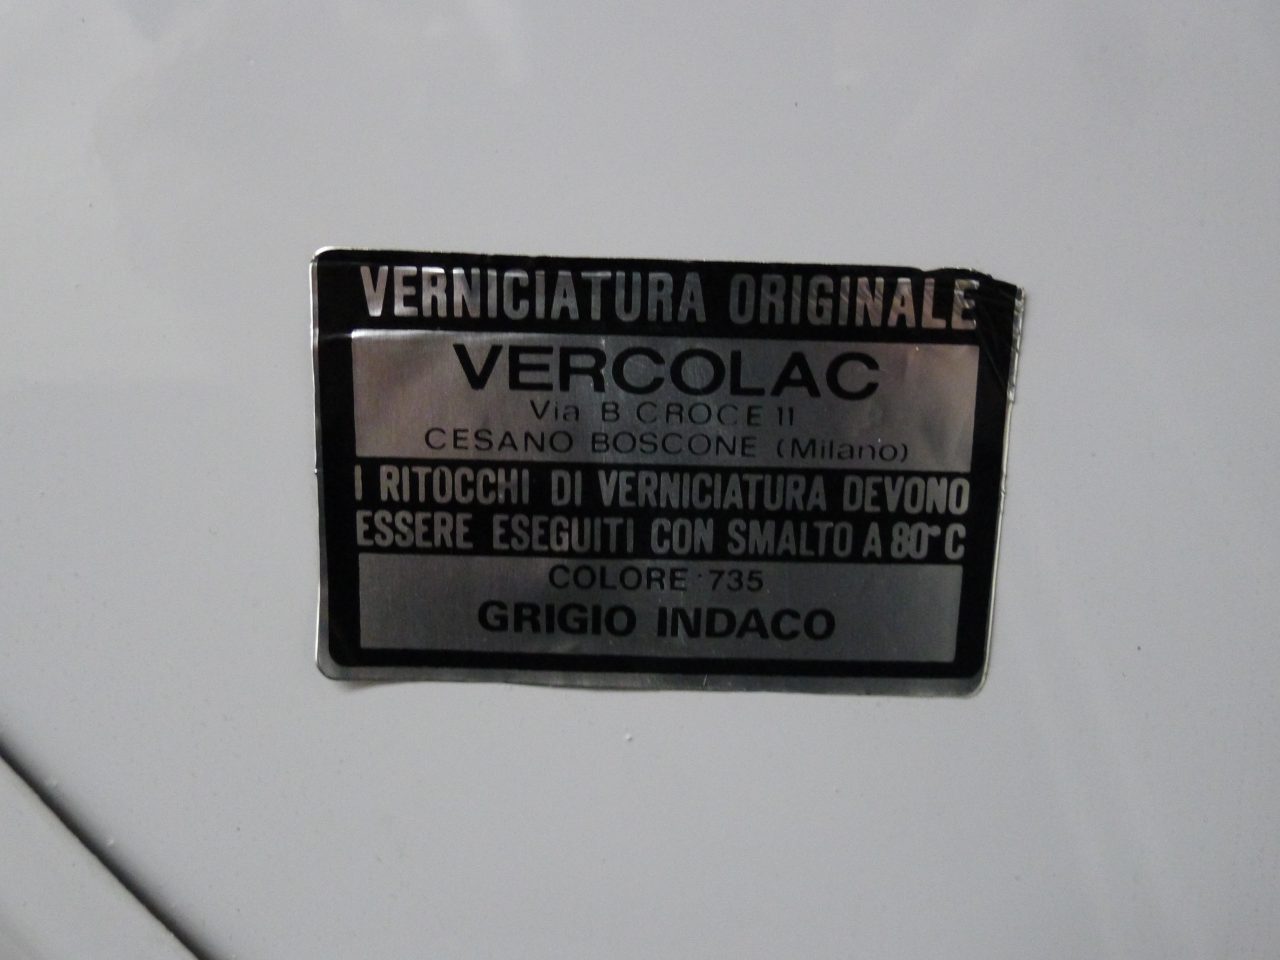 VERNICIATURA ORIGINALE
VERCOLAC
Via B CROCE 11
CESANO BOSCONE (Milano)
I RITOCCHI DI VERNICIATURA DEVONO
ESSERE ESEGUITI CON SMALTO A 80° C
COLORE 735
GRIGIO INDACO